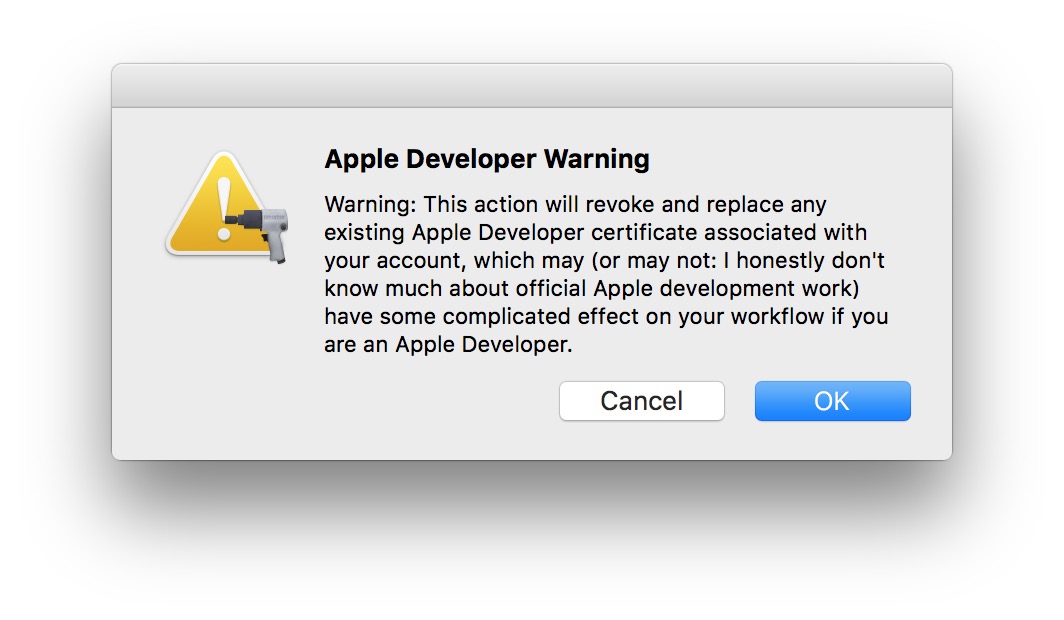 Apple Developer Warning
Warning: This action will revoke and replace any
existing Apple Developer certificate associated with
your account, which may (or may not: I honestly don't
know much about official Apple development work)
have some complicated effect on your workflow if you
are an Apple Developer.
Cancel
OK